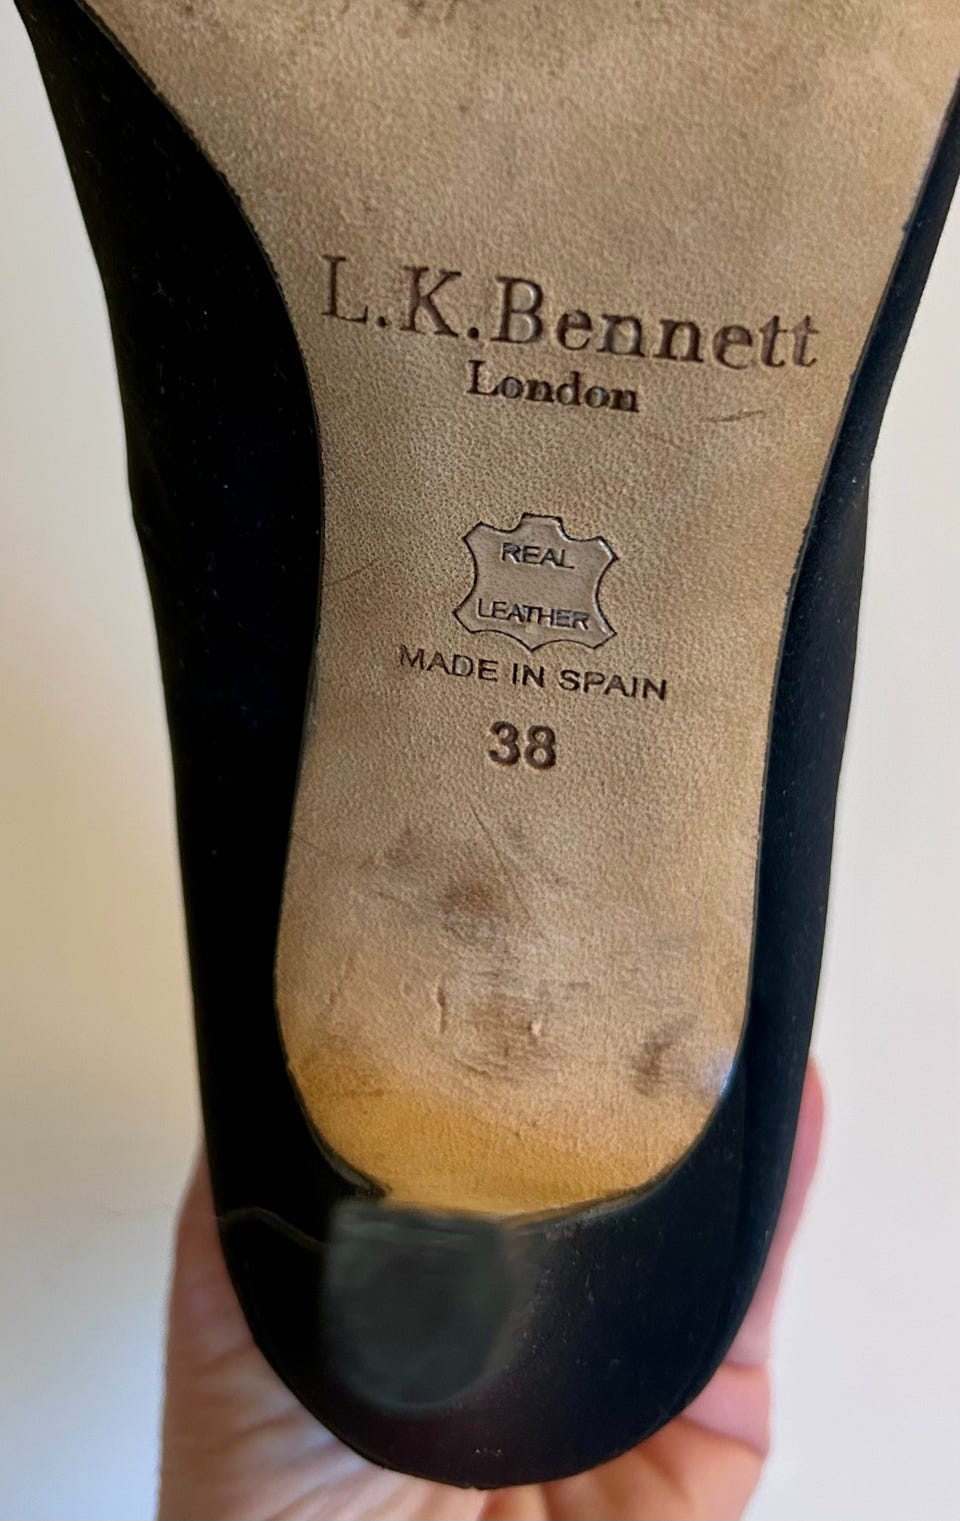 L.K.Bennett
London
REAL
LEATHER
MADE IN SPAIN
38